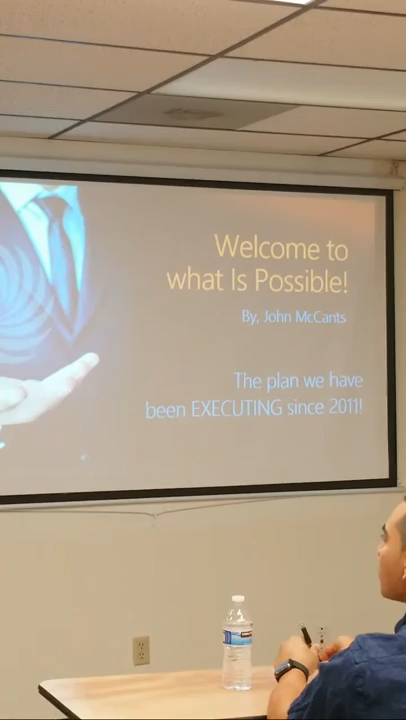 Welcome to
what Is Possible!
By, John McCants
The plan we have
been EXECUTING since 2011!